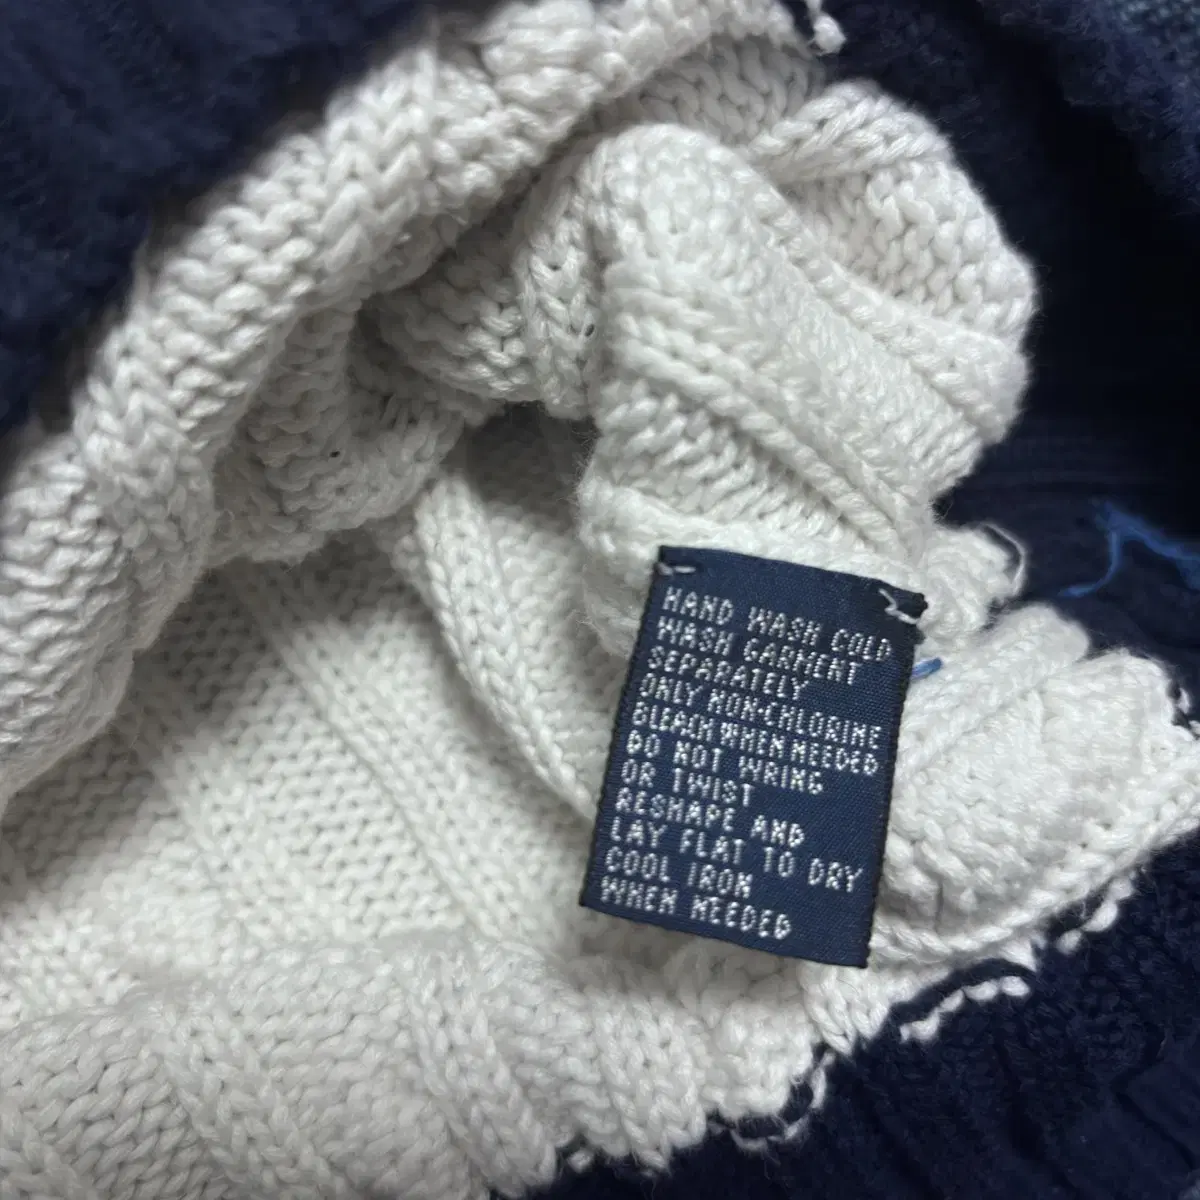 HAND WASH COLD
WASH GARMENT
SEPARATELY
ONLY NON-CHLORINE
BLEACH WHEN NEEDED
DO NOT WRING
OR TWIST
RESHAPE AND
LAY FLAT TO DRY
COOL IRON
WHEN NEEDED